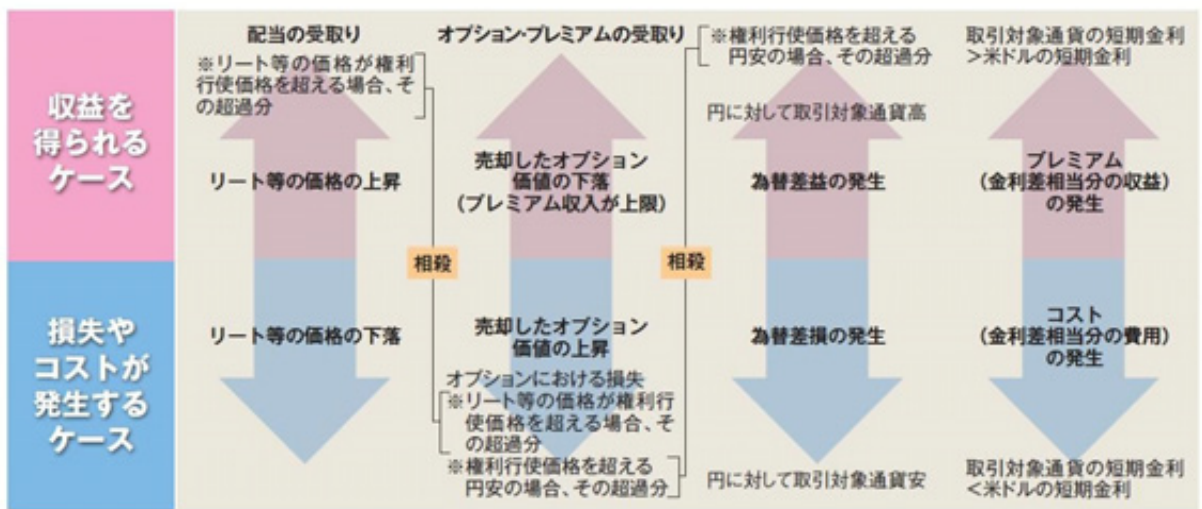 収益を
得られる
ケース
配当の受取り
※リート等の価格が権利
行使価格を超える場合、そ
の超過分
リート等の価格の上昇
オプション・プレミアムの受取り
売却したオプション
価値の下落
(プレミアム収入が上限)
※権利行使価格を超える
円安の場合、その超過分
円に対して取引対象通貨高
為替差益の発生
取引対象通貨の短期金利
>米ドルの短期金利
プレミアム
(金利差相当分の収益)
の発生
相殺
相殺
損失や
コストが
発生する
ケース
リート等の価格の下落
売却したオプション
価値の上昇
オプションにおける損失
※リート等の価格が権利行
使価格を超える場合、そ
の超過分
※権利行使価格を超える
円安の場合、その超過分
為替差損の発生
円に対して取引対象通貨安
コスト
(金利差相当分の費用)
の発生
取引対象通貨の短期金利
<米ドルの短期金利